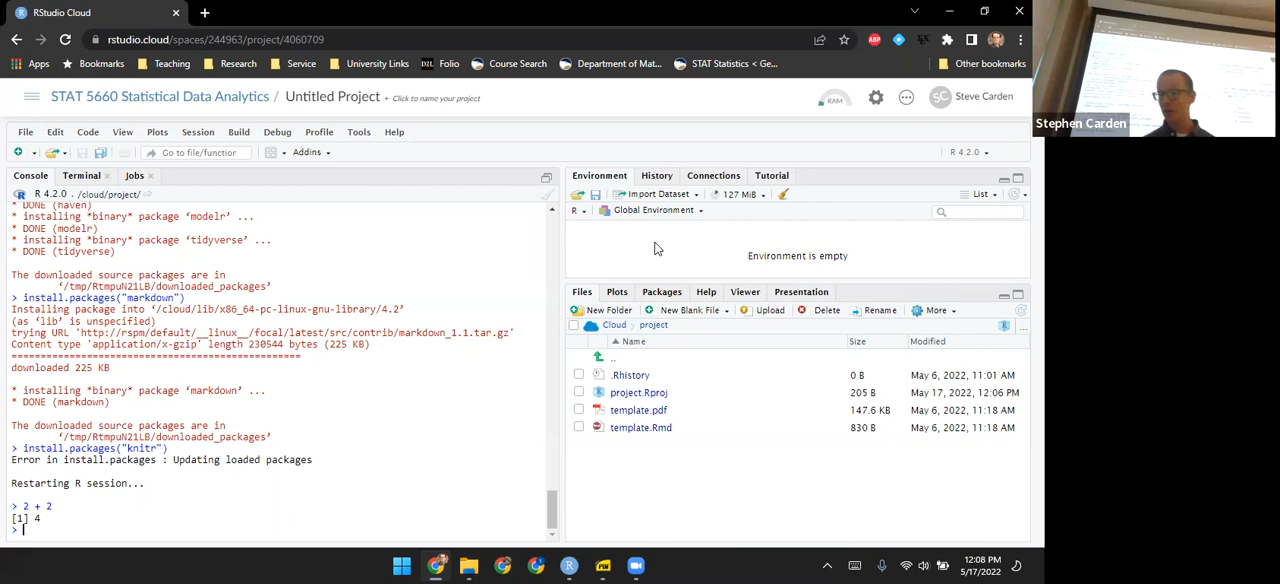 RStudio Cloud
rstudio.cloud/spaces/244963/project/4060709
ABP
Apps Bookmarks Teaching Research Service University Links DZL Folio Course Search Department of Mat... STAT Statistics < Ge... Other bookmarks
STAT 5660 Statistical Data Analytics / Untitled Project Click to name your project RAM SC Steve Carden
Stephen Carden
File Edit Code View Plots Session Build Debug Profile Tools Help
Go to file/function Addins R 4.2.0
Console Terminal Jobs
R 4.2.0 . /cloud/project/
* DONE (haven)
* installing *binary* package ‘modelr’ ...
* DONE (modelr)
* installing *binary* package ‘tidyverse’ ...
* DONE (tidyverse)
The downloaded source packages are in
‘/tmp/RtmpuN21LB/downloaded_packages’
> install.packages("markdown")
Installing package into ‘/cloud/lib/x86_64-pc-linux-gnu-library/4.2’
(as ‘lib’ is unspecified)
trying URL 'http://rspm/default/__linux__/focal/latest/src/contrib/markdown_1.1.tar.gz'
Content type 'application/x-gzip' length 230544 bytes (225 KB)
==================================================
downloaded 225 KB
* installing *binary* package ‘markdown’ ...
* DONE (markdown)
The downloaded source packages are in
‘/tmp/RtmpuN21LB/downloaded_packages’
> install.packages("knitr")
Error in install.packages : Updating loaded packages
Restarting R session...
> 2 + 2
[1] 4
>
Environment History Connections Tutorial
Import Dataset 127 MiB List
R Global Environment
Environment is empty
Files Plots Packages Help Viewer Presentation
New Folder New Blank File Upload Delete Rename More
Cloud project
Name Size Modified
..
.Rhistory 0 B May 6, 2022, 11:01 AM
project.Rproj 205 B May 17, 2022, 12:06 PM
template.pdf 147.6 KB May 6, 2022, 11:18 AM
template.Rmd 830 B May 6, 2022, 11:18 AM
12:08 PM
5/17/2022